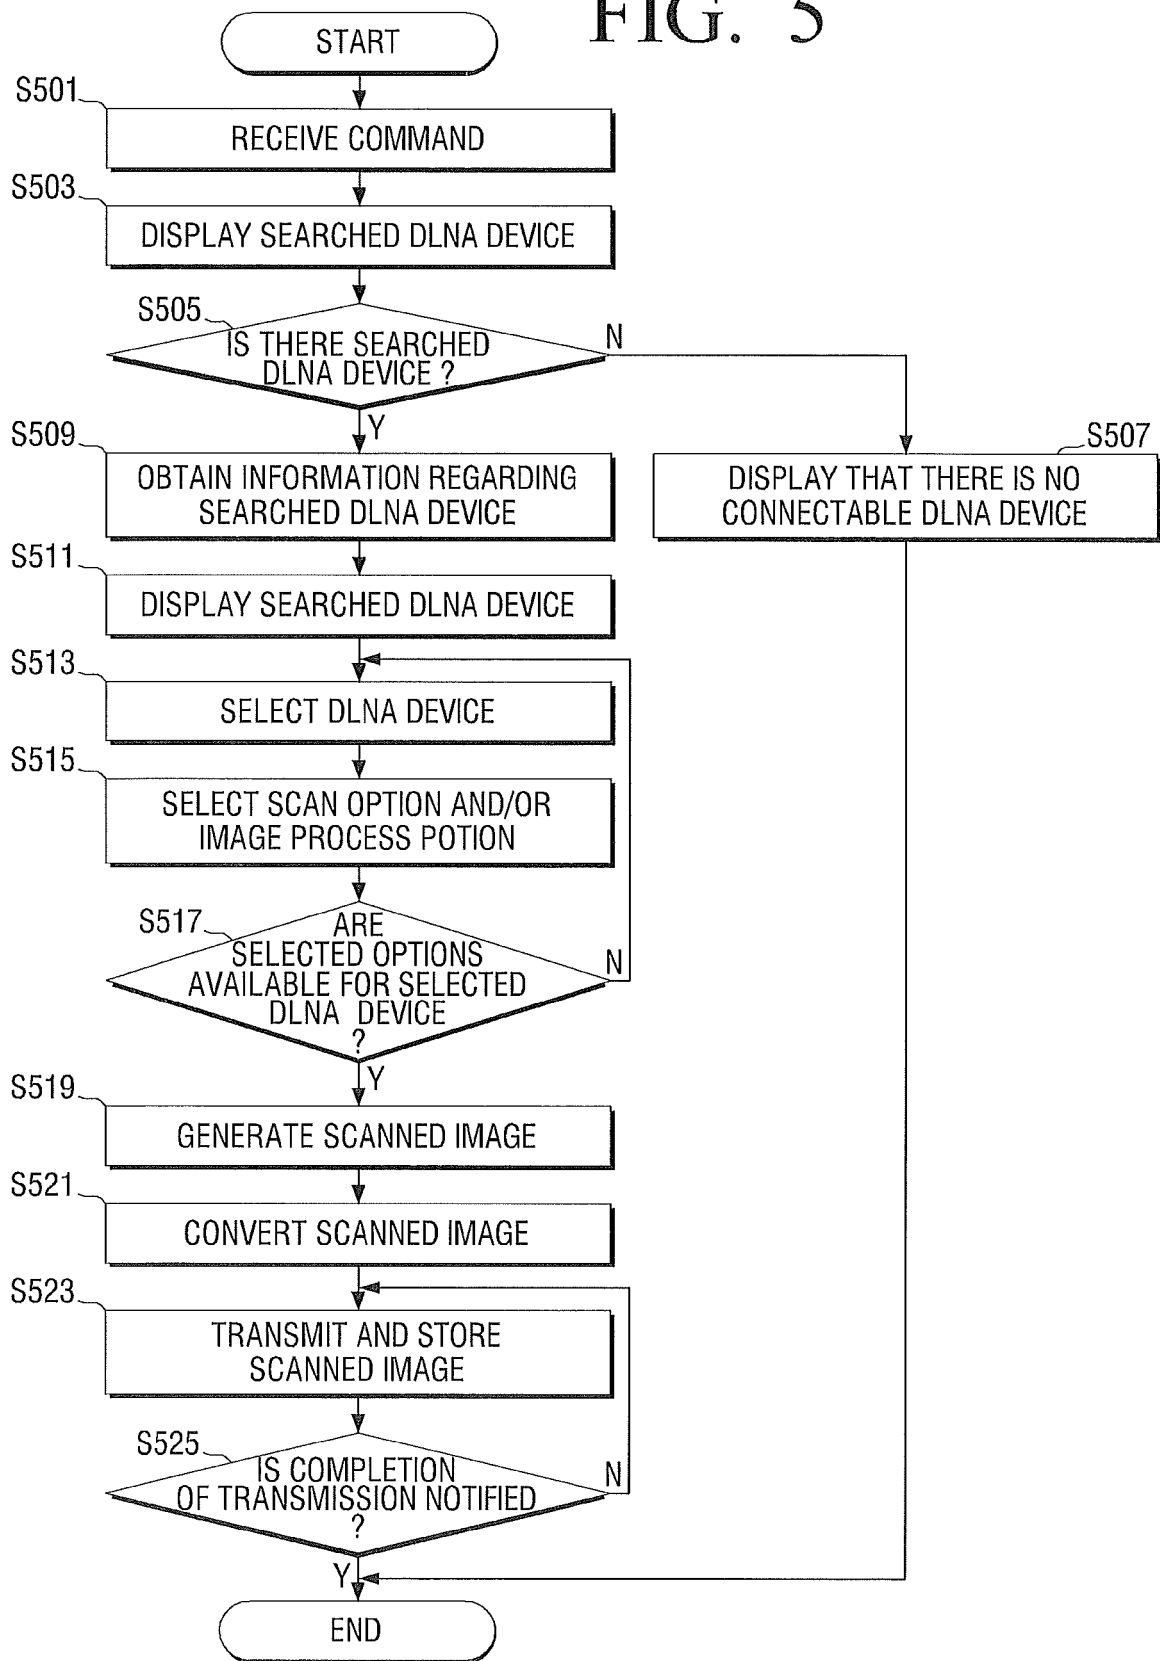 FIG. 5
START
S501
RECEIVE COMMAND
S503
DISPLAY SEARCHED DLNA DEVICE
S505
IS THERE SEARCHED
DLNA DEVICE ?
N
Y
S509
OBTAIN INFORMATION REGARDING
SEARCHED DLNA DEVICE
S507
DISPLAY THAT THERE IS NO
CONNECTABLE DLNA DEVICE
S511
DISPLAY SEARCHED DLNA DEVICE
S513
SELECT DLNA DEVICE
S515
SELECT SCAN OPTION AND/OR
IMAGE PROCESS POTION
S517
ARE
SELECTED OPTIONS
AVAILABLE FOR SELECTED
DLNA DEVICE
?
N
Y
S519
GENERATE SCANNED IMAGE
S521
CONVERT SCANNED IMAGE
S523
TRANSMIT AND STORE
SCANNED IMAGE
S525
IS COMPLETION
OF TRANSMISSION NOTIFIED
?
N
Y
END